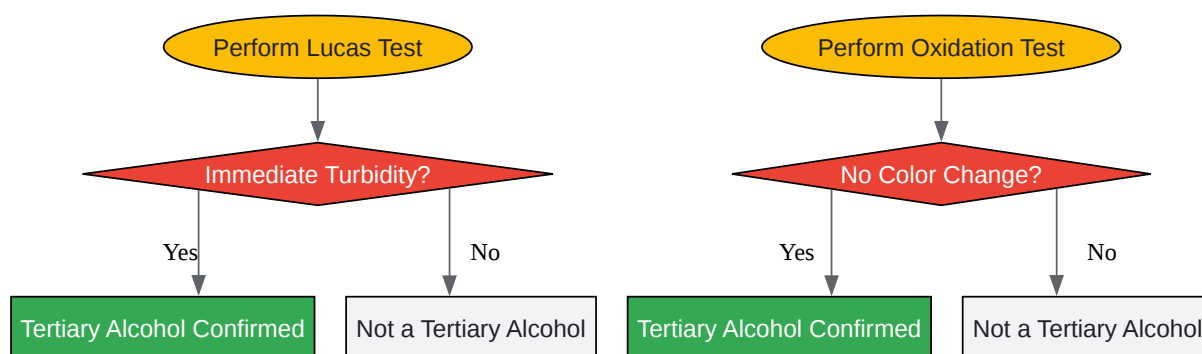 Perform Lucas Test
Immediate Turbidity?
Yes
No
Tertiary Alcohol Confirmed
Not a Tertiary Alcohol
Perform Oxidation Test
No Color Change?
Yes
No
Tertiary Alcohol Confirmed
Not a Tertiary Alcohol